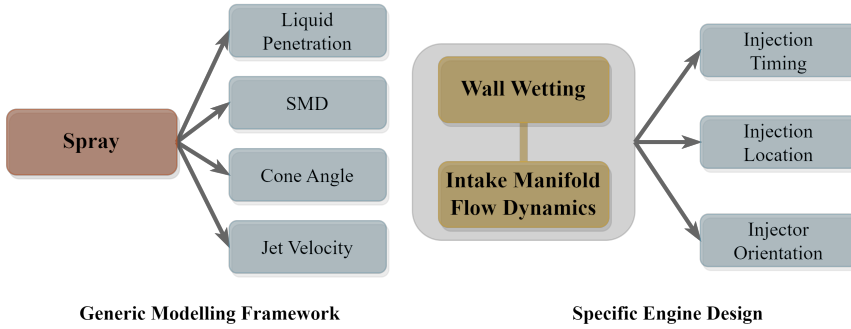 Spray
Liquid
Penetration
SMD
Cone Angle
Jet Velocity
Generic Modelling Framework
Wall Wetting
Intake Manifold
Flow Dynamics
Injection
Timing
Injection
Location
Injector
Orientation
Specific Engine Design